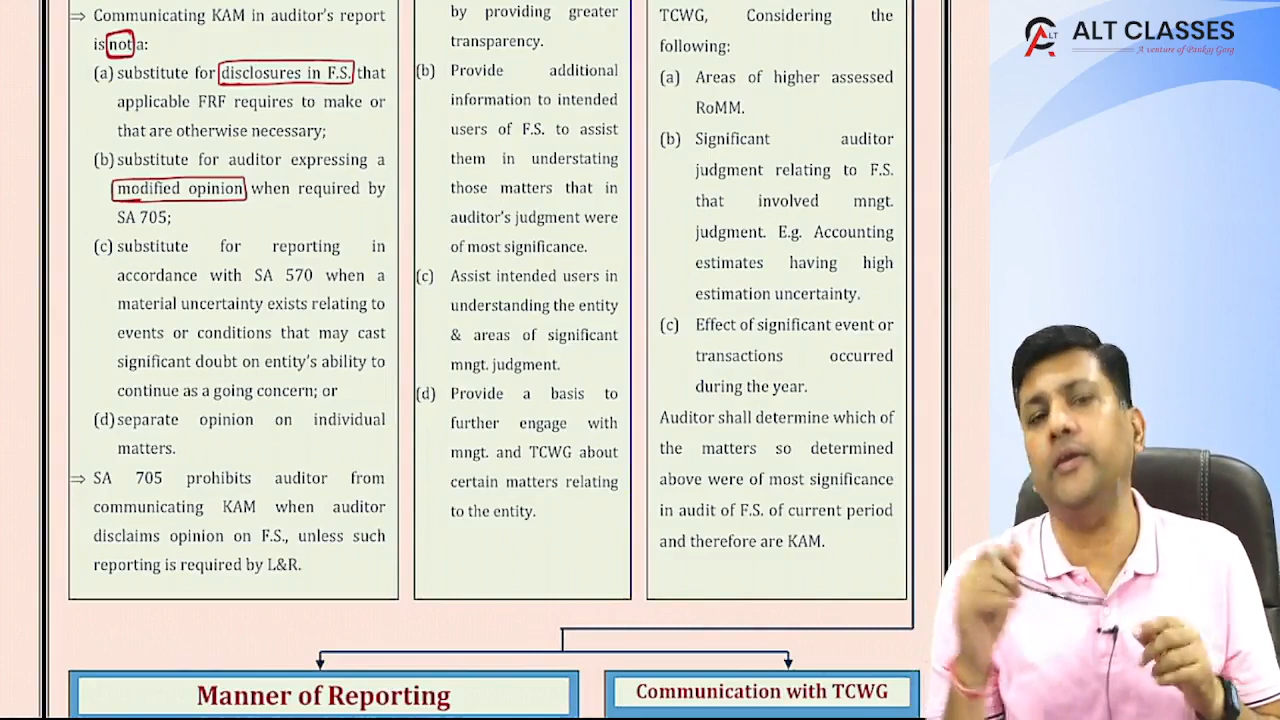 ⇒ Communicating KAM in auditor's report
is not a:
(a) substitute for disclosures in F.S. that
applicable FRF requires to make or
that are otherwise necessary;
(b) substitute for auditor expressing a
modified opinion when required by
SA 705;
(c) substitute for reporting in
accordance with SA 570 when a
material uncertainty exists relating to
events or conditions that may cast
significant doubt on entity's ability to
continue as a going concern; or
(d) separate opinion on individual
matters.
⇒ SA 705 prohibits auditor from
communicating KAM when auditor
disclaims opinion on F.S., unless such
reporting is required by L&R.
by providing greater
transparency.
(b) Provide additional
information to intended
users of F.S. to assist
them in understating
those matters that in
auditor's judgment were
of most significance.
(c) Assist intended users in
understanding the entity
& areas of significant
mngt. judgment.
(d) Provide a basis to
further engage with
mngt. and TCWG about
certain matters relating
to the entity.
TCWG, Considering the
following:
(a) Areas of higher assessed
RoMM.
(b) Significant auditor
judgment relating to F.S.
that involved mngt.
judgment. E.g. Accounting
estimates having high
estimation uncertainty.
(c) Effect of significant event or
transactions occurred
during the year.
Auditor shall determine which of
the matters so determined
above were of most significance
in audit of F.S. of current period
and therefore are KAM.
Manner of Reporting
Communication with TCWG
ALT
ALT CLASSES
A venture of Pankaj Garg